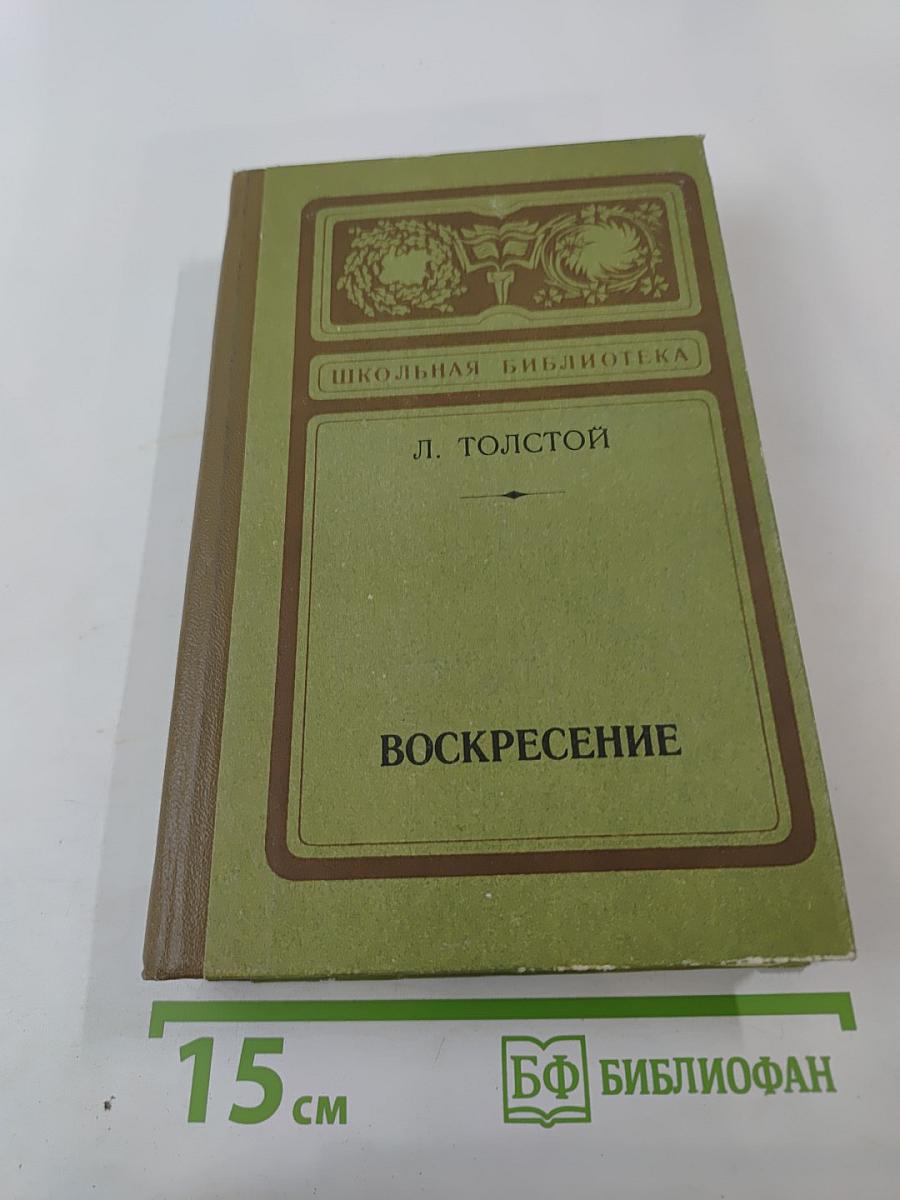 ШКОЛЬНАЯ БИБЛИОТЕКА
Л. ТОЛСТОЙ
ВОСКРЕСЕНИЕ
15 см
БФ БИБЛИОФАН